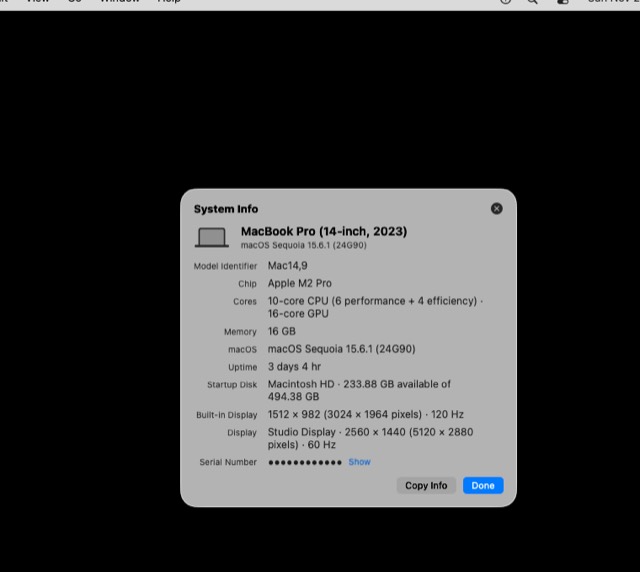 View Go Window Help
System Info
MacBook Pro (14-inch, 2023)
macOS Sequoia 15.6.1 (24G90)
Model Identifier Mac14,9
Chip Apple M2 Pro
Cores 10-core CPU (6 performance + 4 efficiency) ·
16-core GPU
Memory 16 GB
macOS macOS Sequoia 15.6.1 (24G90)
Uptime 3 days 4 hr
Startup Disk Macintosh HD · 233.88 GB available of
494.38 GB
Built-in Display 1512 × 982 (3024 × 1964 pixels) · 120 Hz
Display Studio Display · 2560 × 1440 (5120 × 2880
pixels) · 60 Hz
Serial Number ●●●●●●●●●●●● Show
Copy Info Done